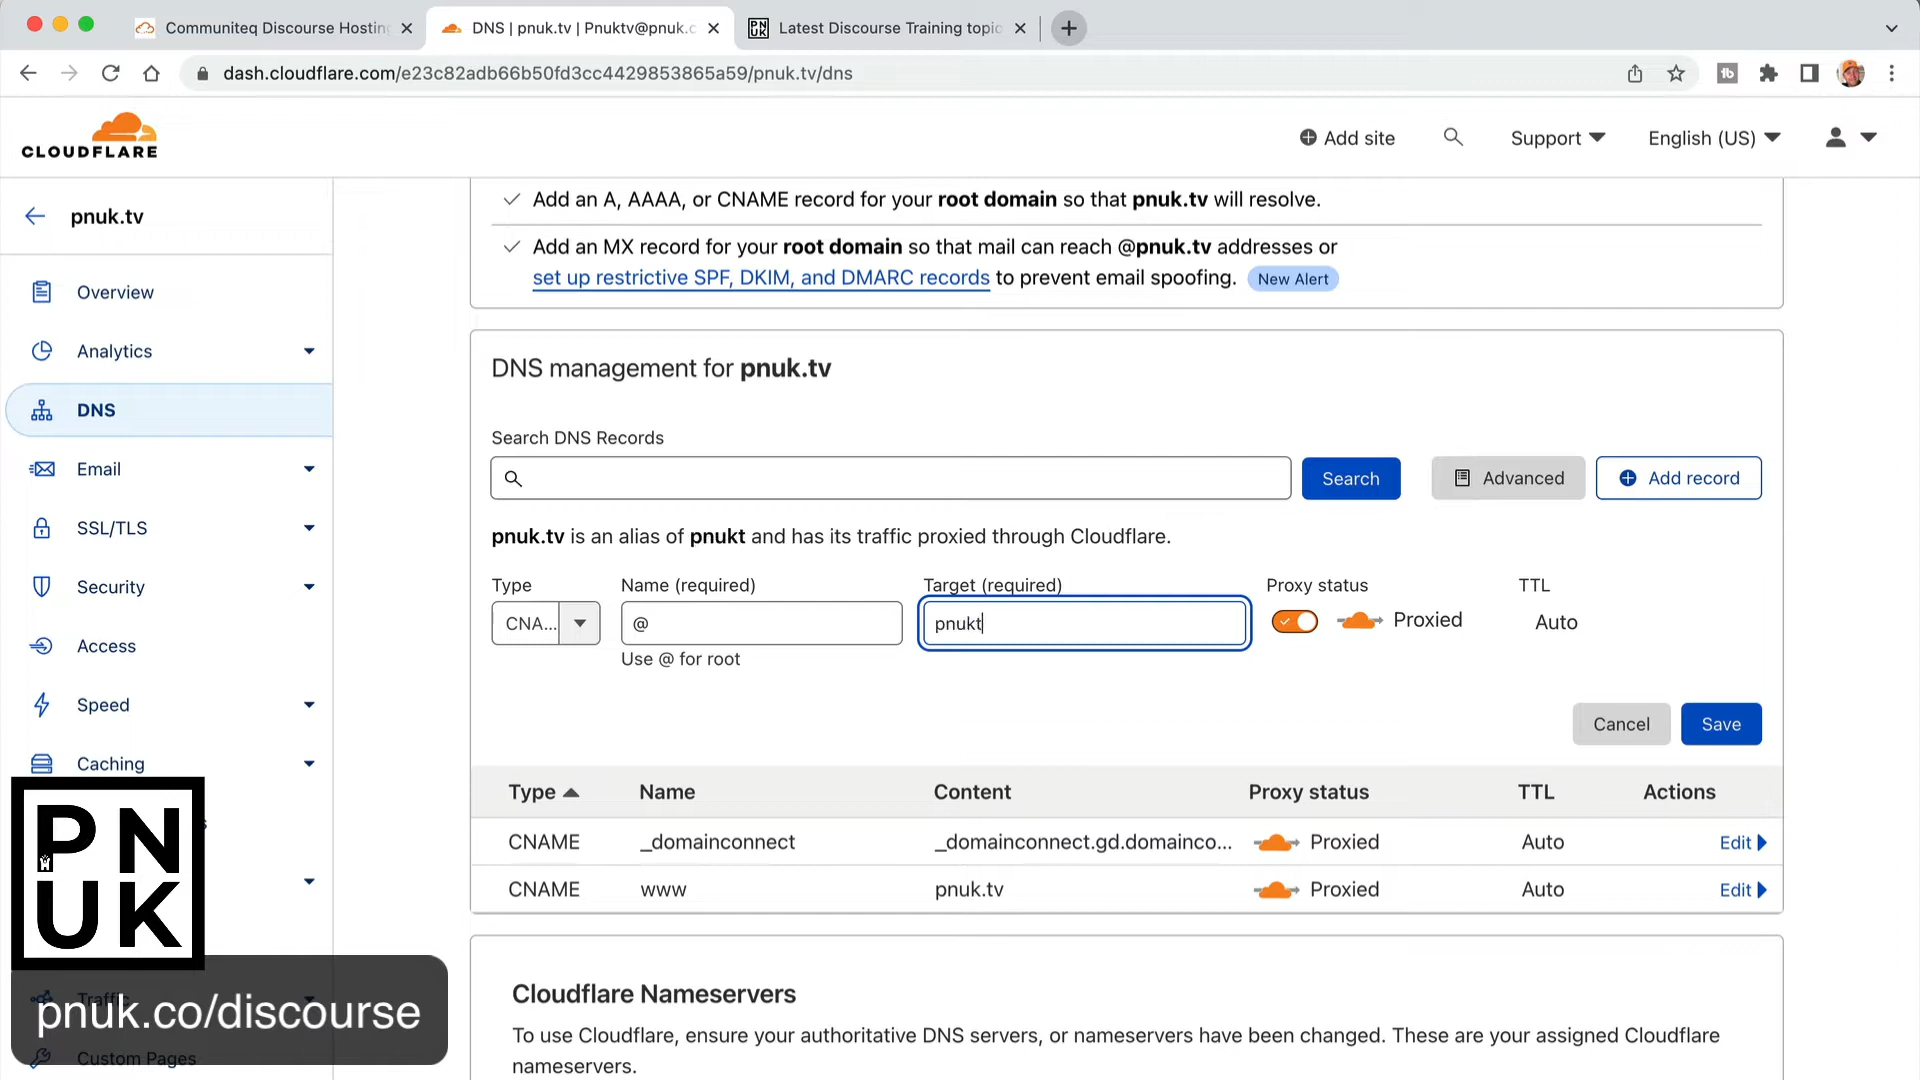 Communiteq Discourse Hosting
DNS | pnuk.tv | Pnuktv@pnuk.c
PN
UK
Latest Discourse Training topic
dash.cloudflare.com/e23c82adb66b50fd3cc4429853865a59/pnuk.tv/dns
CLOUDFLARE
Add site
Support
English (US)
pnuk.tv
Overview
Analytics
DNS
Email
SSL/TLS
Security
Access
Speed
Caching
Traffic
Custom Pages
Add an A, AAAA, or CNAME record for your root domain so that pnuk.tv will resolve.
Add an MX record for your root domain so that mail can reach @pnuk.tv addresses or
set up restrictive SPF, DKIM, and DMARC records to prevent email spoofing. New Alert
DNS management for pnuk.tv
Search DNS Records
Search
Advanced
Add record
pnuk.tv is an alias of pnukt and has its traffic proxied through Cloudflare.
Type Name (required) Target (required) Proxy status TTL
CNA... @ pnukt Proxied Auto
Use @ for root
Cancel Save
Type Name Content Proxy status TTL Actions
CNAME _domainconnect _domainconnect.gd.domainco... Proxied Auto Edit
CNAME www pnuk.tv Proxied Auto Edit
Cloudflare Nameservers
To use Cloudflare, ensure your authoritative DNS servers, or nameservers have been changed. These are your assigned Cloudflare
nameservers.
PN
UK
pnuk.co/discourse